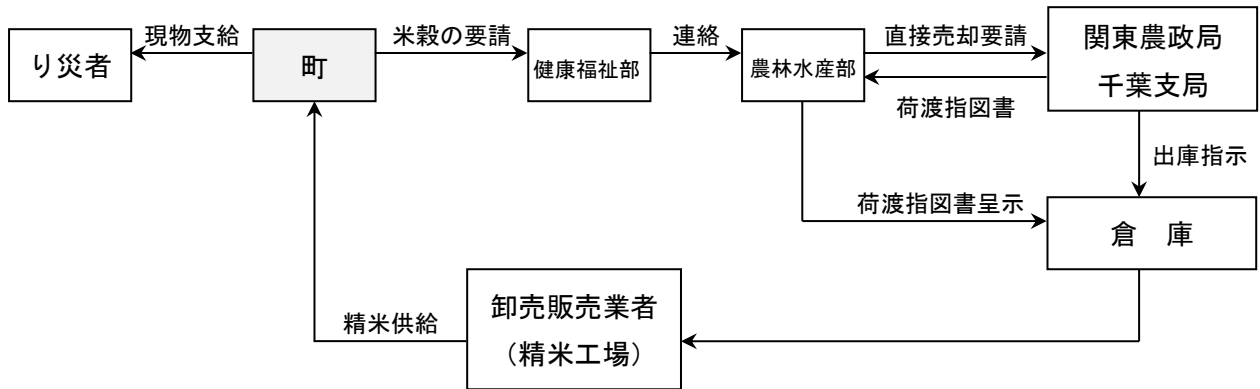 り災者
現物支給
町
米穀の要請
健康福祉部
連絡
農林水産部
直接売却要請
荷渡指図書
関東農政局
千葉支局
出庫指示
荷渡指図書呈示
倉　庫
卸売販売業者
（精米工場）
精米供給